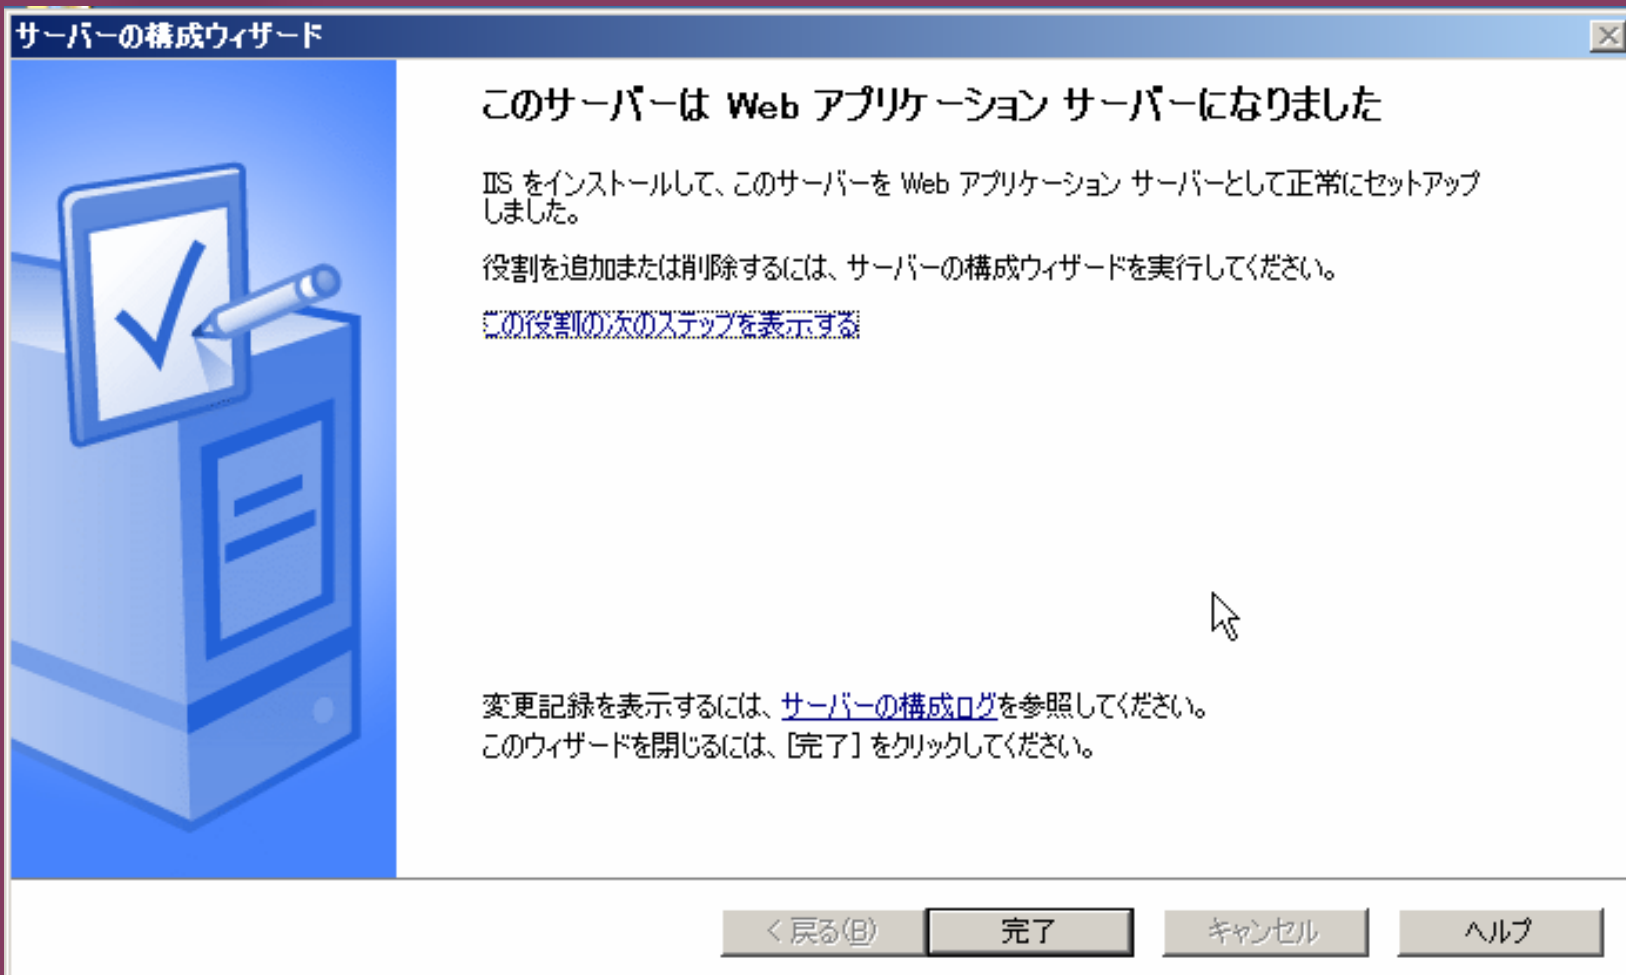 サーバーの構成ウィザード
このサーバーは Web アプリケーション サーバーになりました
IIS をインストールして、このサーバーを Web アプリケーション サーバーとして正常にセットアップ
しました。
役割を追加または削除するには、サーバーの構成ウィザードを実行してください。
この役割の次のステップを表示する
変更記録を表示するには、サーバーの構成ログを参照してください。
このウィザードを閉じるには、[完了] をクリックしてください。
< 戻る(B)
完了
キャンセル
ヘルプ